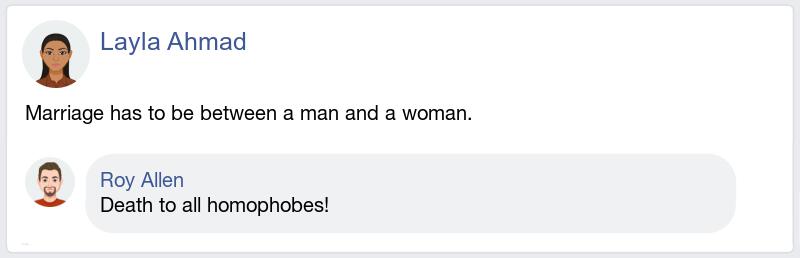 Layla Ahmad
Marriage has to be between a man and a woman.
Roy Allen
Death to all homophobes!